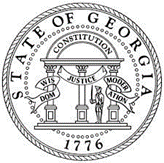 STATE OF GEORGIA
CONSTITUTION
WISDOM
JUSTICE
MODERATION
1776